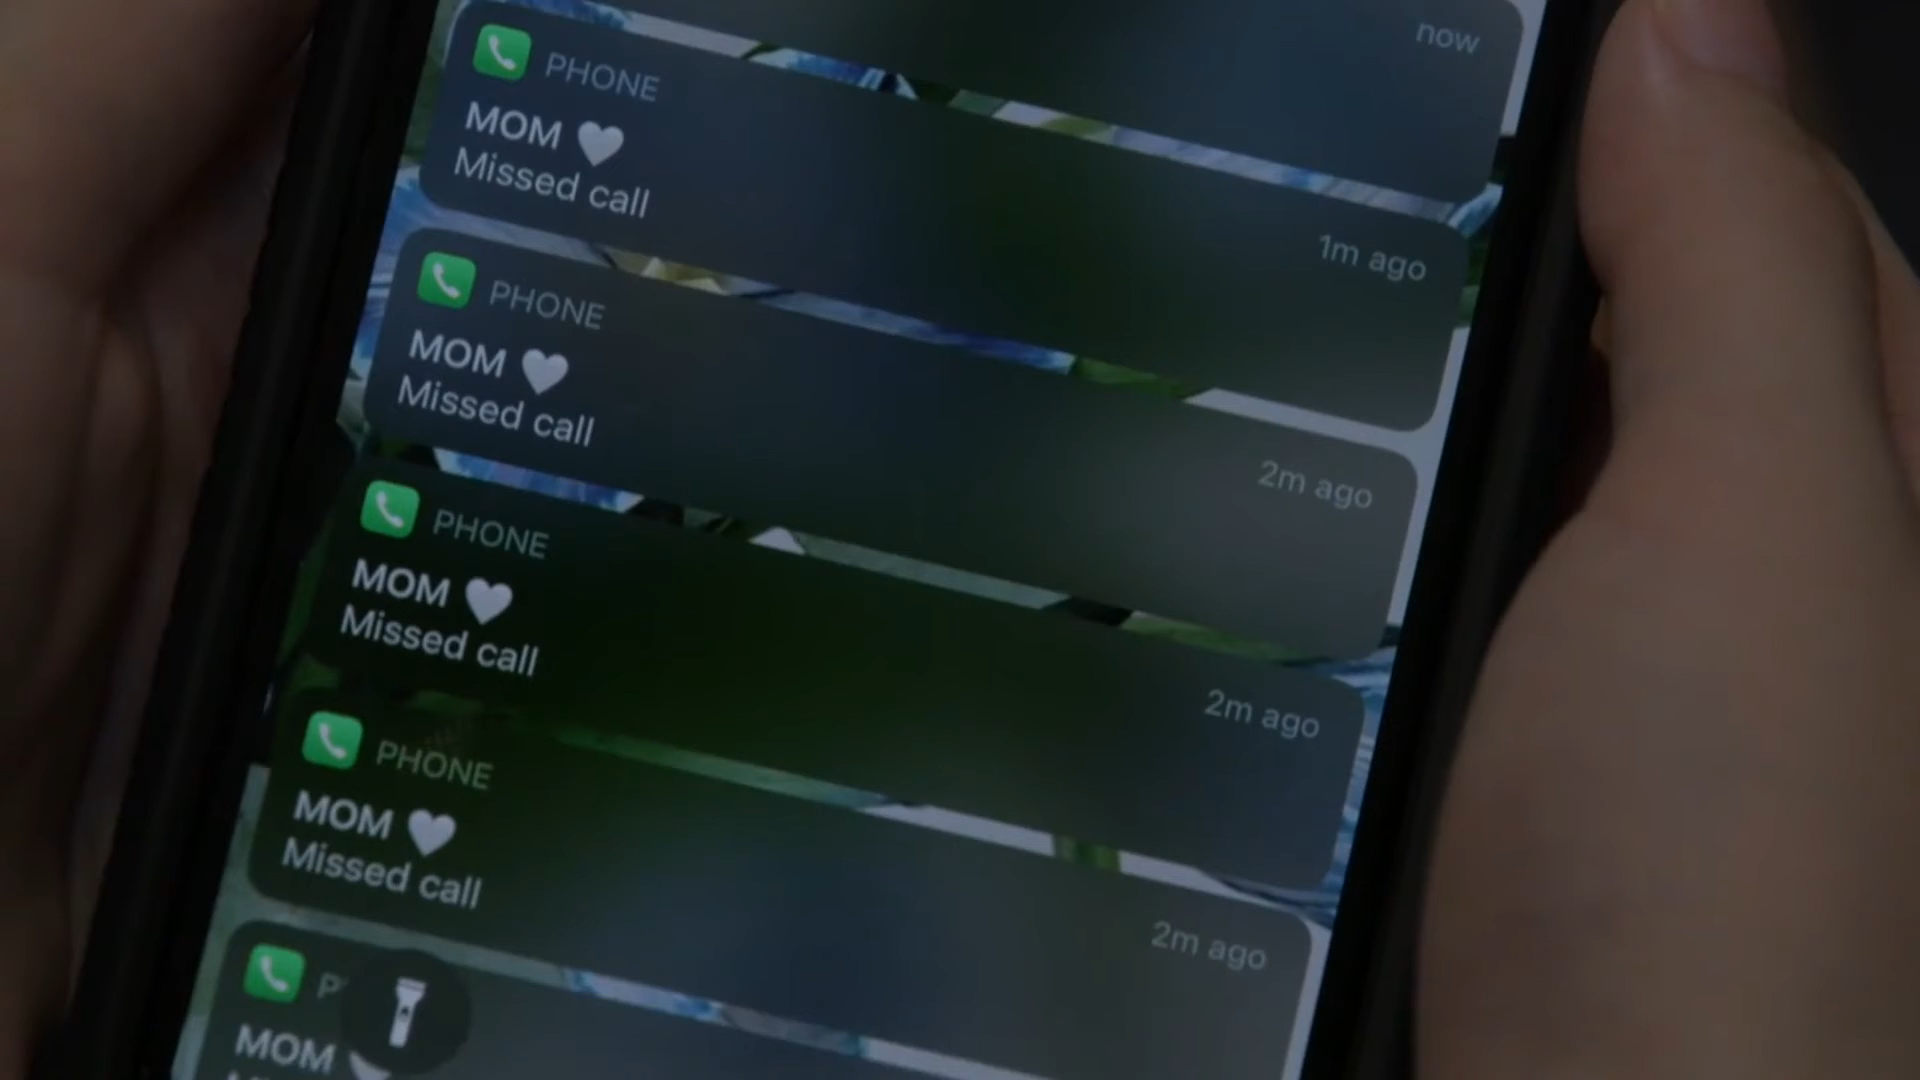 now
PHONE
MOM 🤍
Missed call
1m ago
PHONE
MOM 🤍
Missed call
2m ago
PHONE
MOM 🤍
Missed call
2m ago
PHONE
MOM 🤍
Missed call
2m ago
MOM